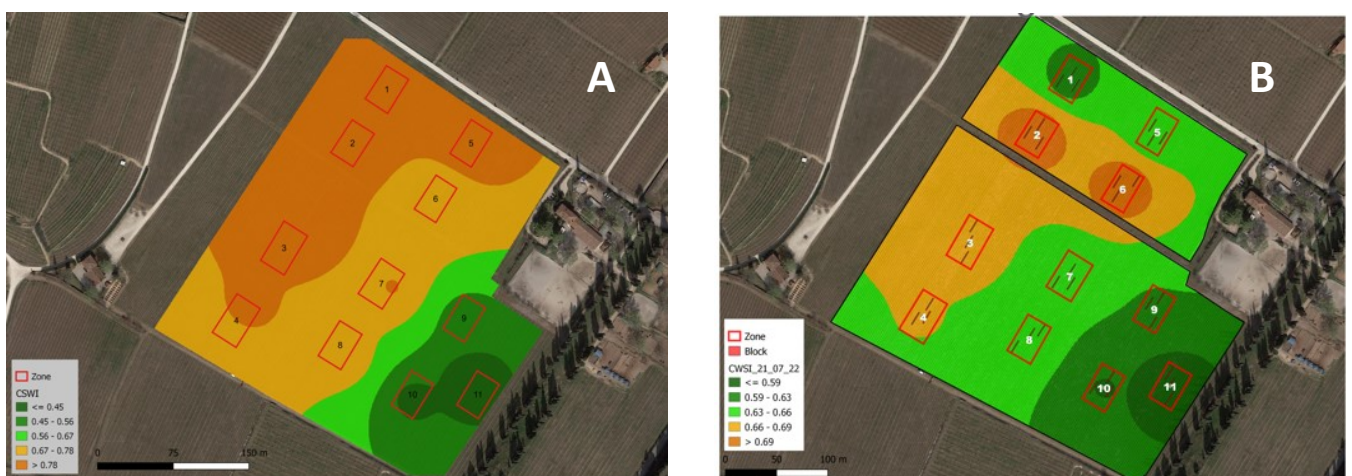 A
1
2
5
6
3
7
4
9
8
10
11
Zone
CSWI
<= 0.45
0.45 - 0.56
0.56 - 0.67
0.67 - 0.78
> 0.78
0 75 150 m
B
1
2
5
6
3
7
4
9
8
10
11
Zone
Block
CWSI_21_07_22
<= 0.59
0.59 - 0.63
0.63 - 0.66
0.66 - 0.69
> 0.69
0 50 100 m